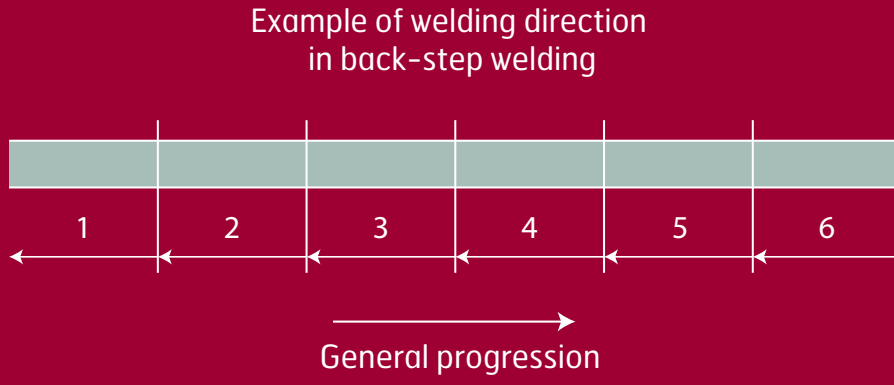 Example of welding direction
in back-step welding
1 2 3 4 5 6
General progression